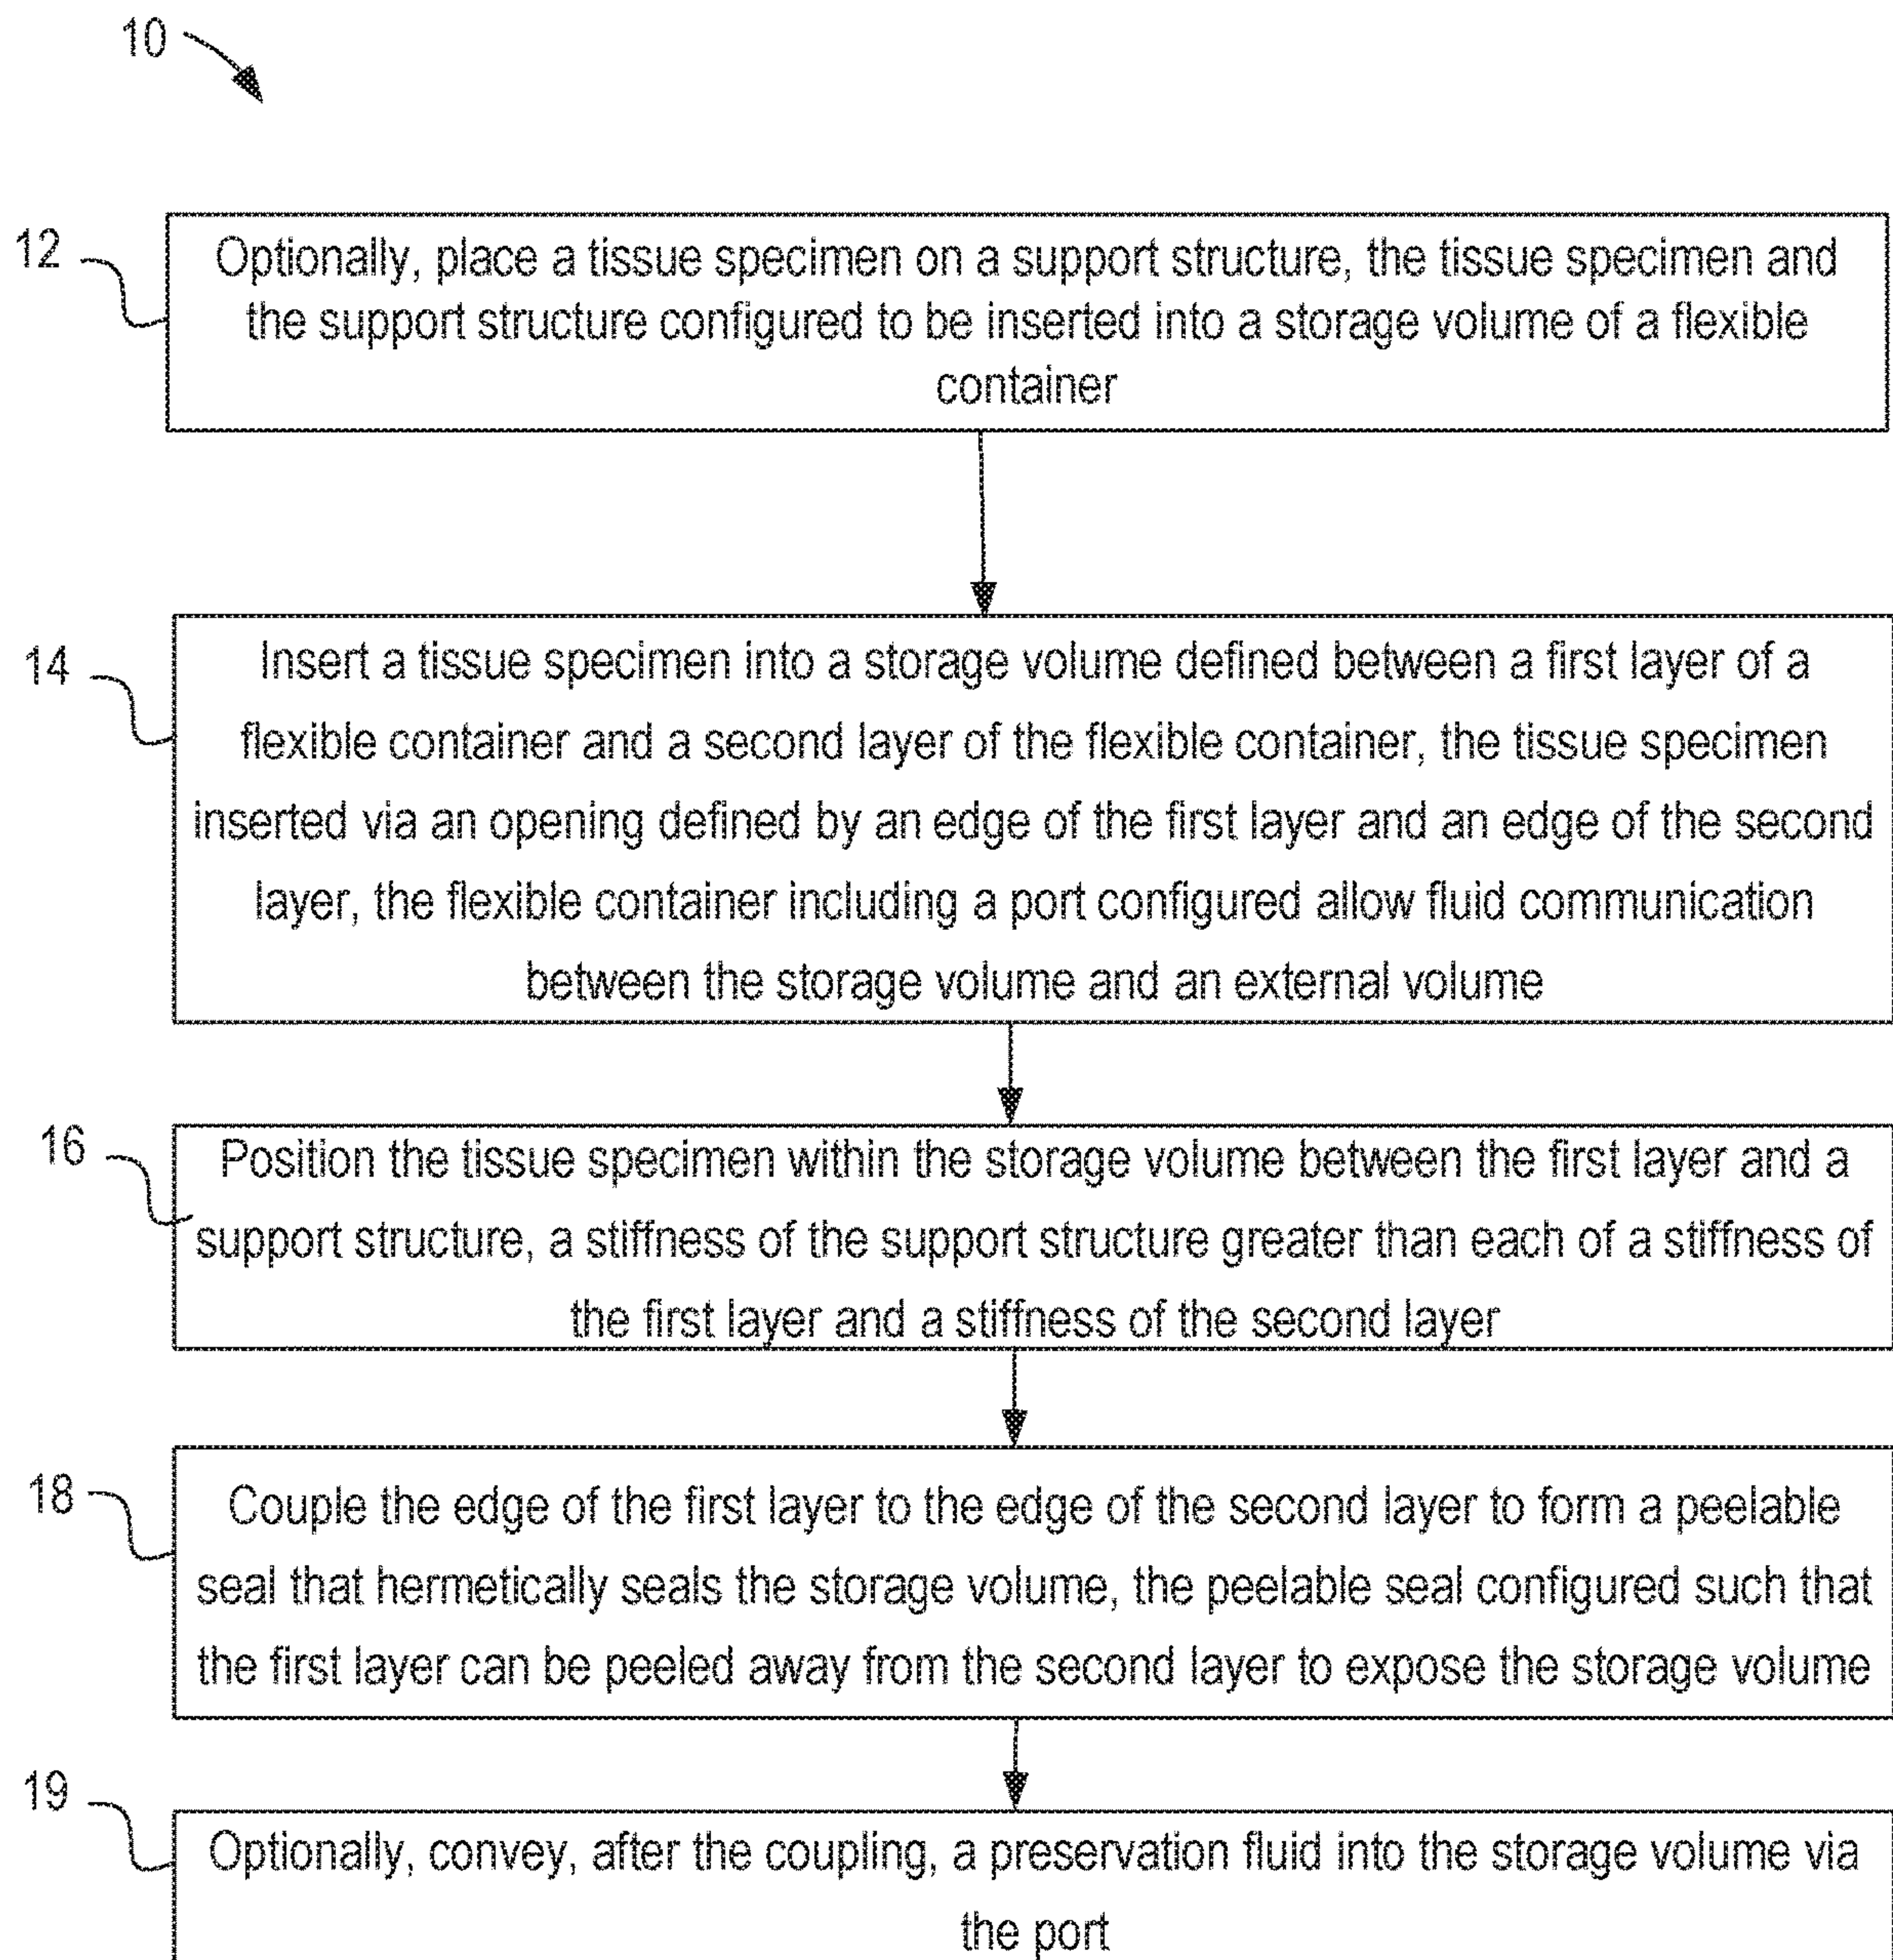 10
12
Optionally, place a tissue specimen on a support structure, the tissue specimen and
the support structure configured to be inserted into a storage volume of a flexible
container
14
Insert a tissue specimen into a storage volume defined between a first layer of a
flexible container and a second layer of the flexible container, the tissue specimen
inserted via an opening defined by an edge of the first layer and an edge of the second
layer, the flexible container including a port configured allow fluid communication
between the storage volume and an external volume
16
Position the tissue specimen within the storage volume between the first layer and a
support structure, a stiffness of the support structure greater than each of a stiffness of
the first layer and a stiffness of the second layer
18
Couple the edge of the first layer to the edge of the second layer to form a peelable
seal that hermetically seals the storage volume, the peelable seal configured such that
the first layer can be peeled away from the second layer to expose the storage volume
19
Optionally, convey, after the coupling, a preservation fluid into the storage volume via
the port